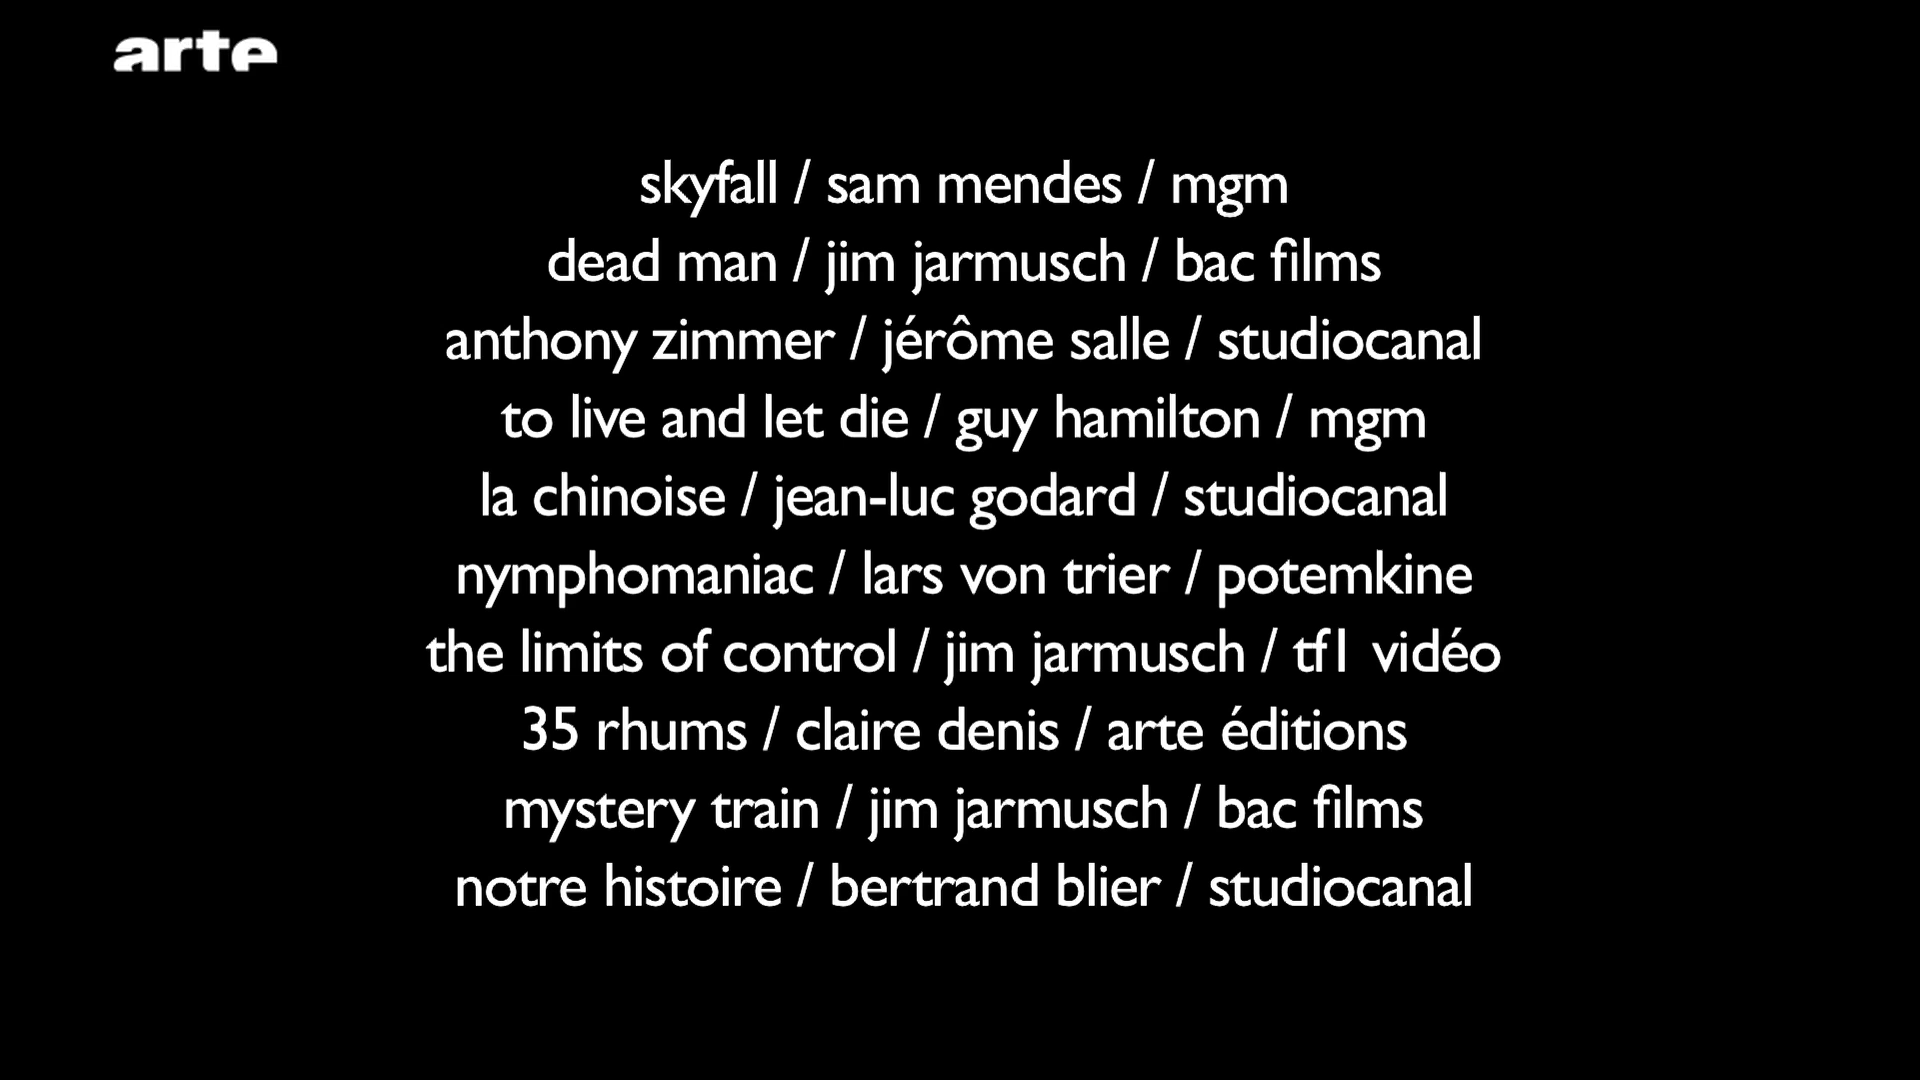 arte
skyfall / sam mendes / mgm
dead man / jim jarmusch / bac films
anthony zimmer / jérôme salle / studiocanal
to live and let die / guy hamilton / mgm
la chinoise / jean-luc godard / studiocanal
nymphomaniac / lars von trier / potemkine
the limits of control / jim jarmusch / tf1 vidéo
35 rhums / claire denis / arte éditions
mystery train / jim jarmusch / bac films
notre histoire / bertrand blier / studiocanal